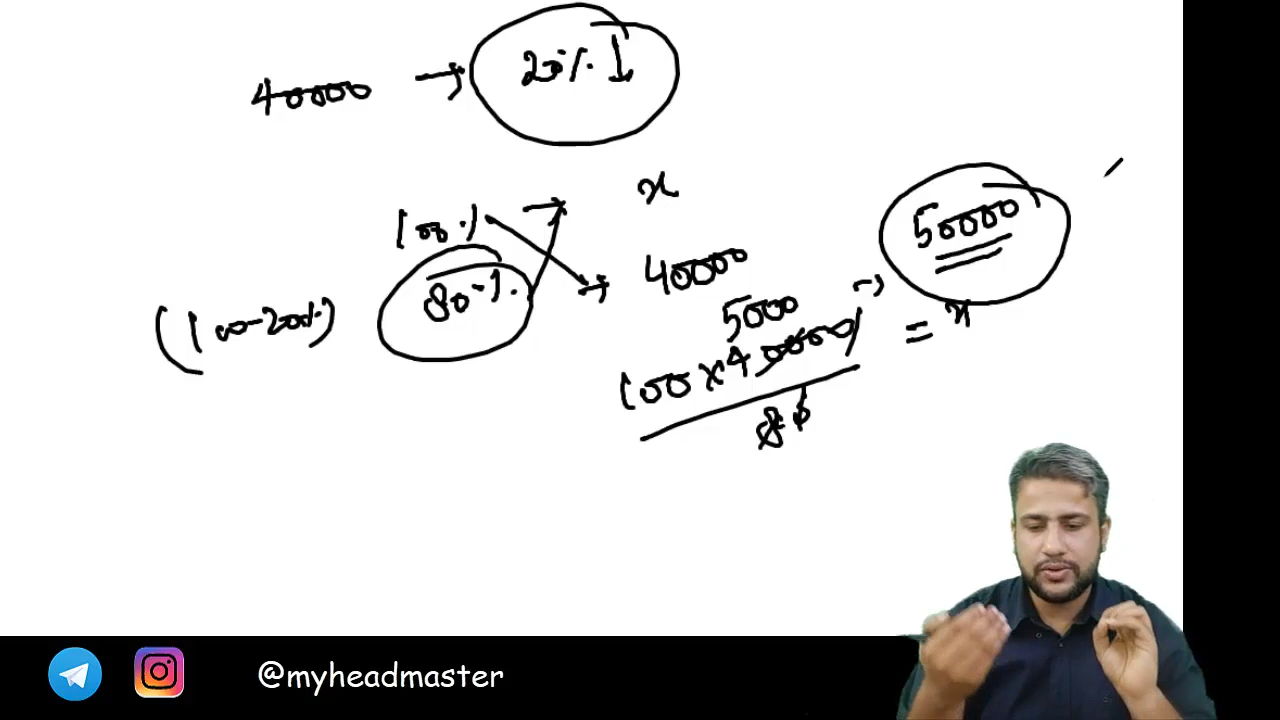 40000 → 20% ↓
100% → x
(100-20%) 80% → 40000
5000
100 x 40000 / 80 = x → 50000
@myheadmaster